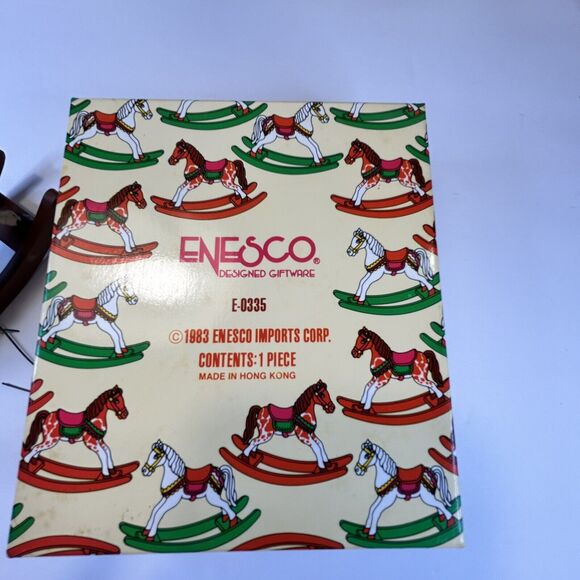 ENESCO®
DESIGNED GIFTWARE
E-0335
©1983 ENESCO IMPORTS CORP.
CONTENTS: 1 PIECE
MADE IN HONG KONG